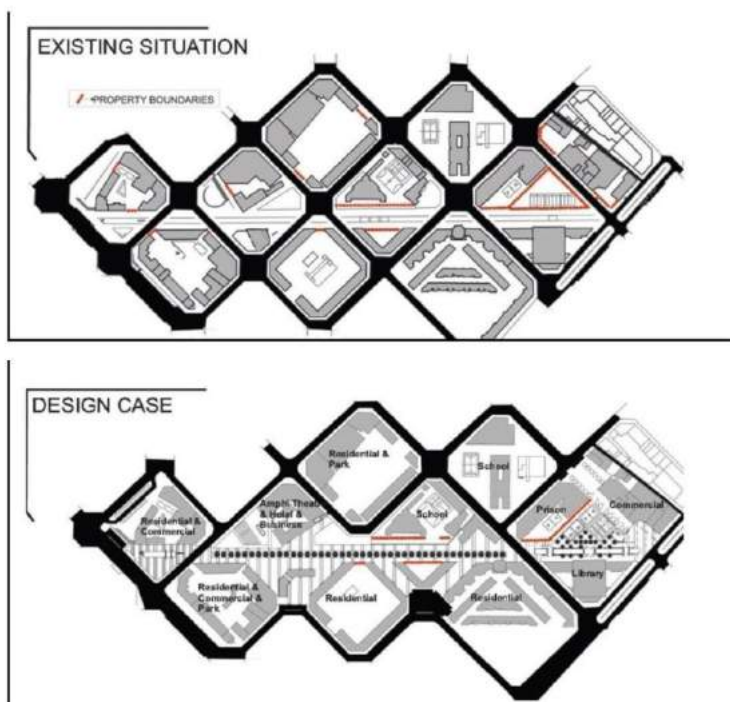 EXISTING SITUATION
PROPERTY BOUNDARIES
DESIGN CASE
Residential &
Park
School
Amphi Theatr
& Hotel &
Business
School
Prison
Commercial
Residential &
Commercial
Library
Residential &
Commercial &
Park
Residential
Residential